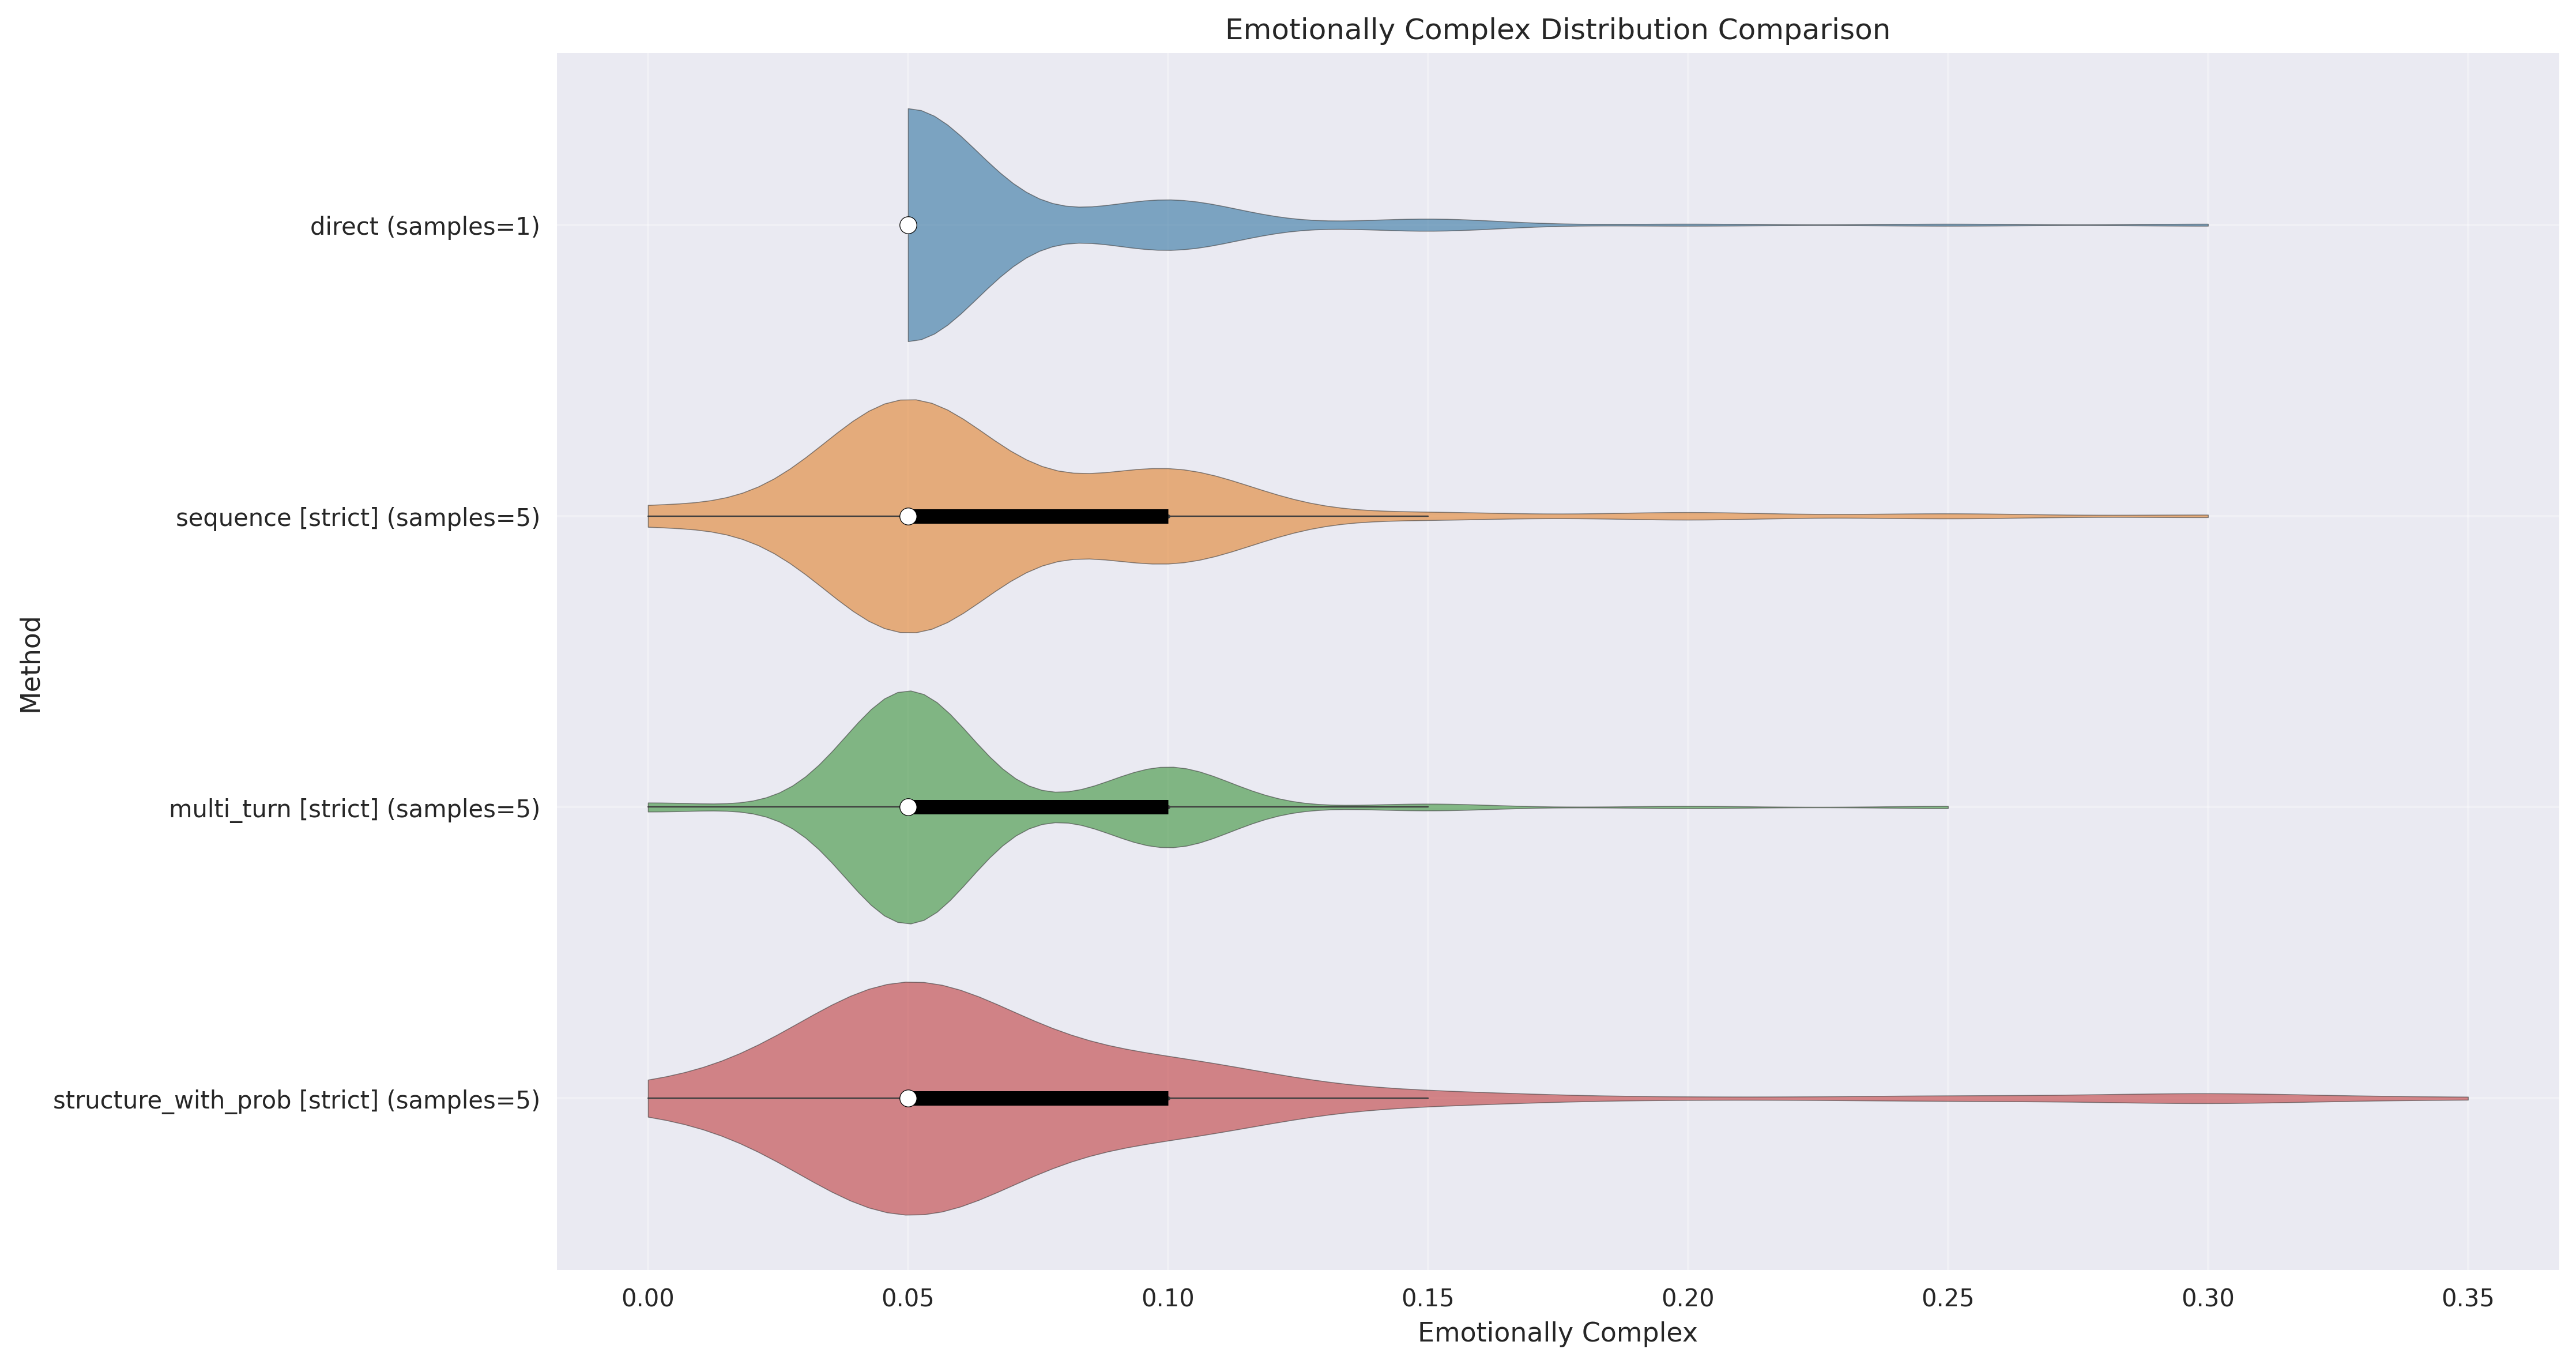 Emotionally Complex Distribution Comparison
Method
direct (samples=1)
sequence [strict] (samples=5)
multi_turn [strict] (samples=5)
structure_with_prob [strict] (samples=5)
0.00 0.05 0.10 0.15 0.20 0.25 0.30 0.35
Emotionally Complex